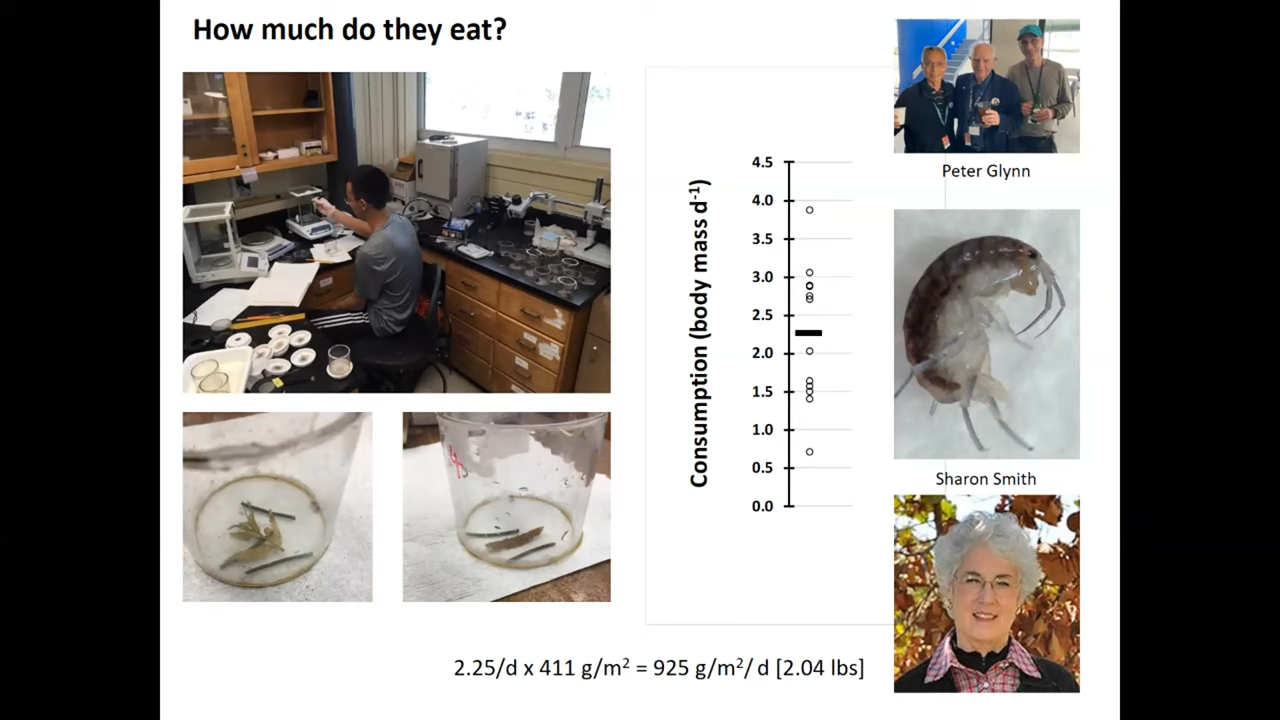 How much do they eat?
Peter Glynn
Consumption (body mass d⁻¹)
4.5
4.0
3.5
3.0
2.5
2.0
1.5
1.0
0.5
0.0
Sharon Smith
2.25/d x 411 g/m² = 925 g/m²/ d [2.04 lbs]